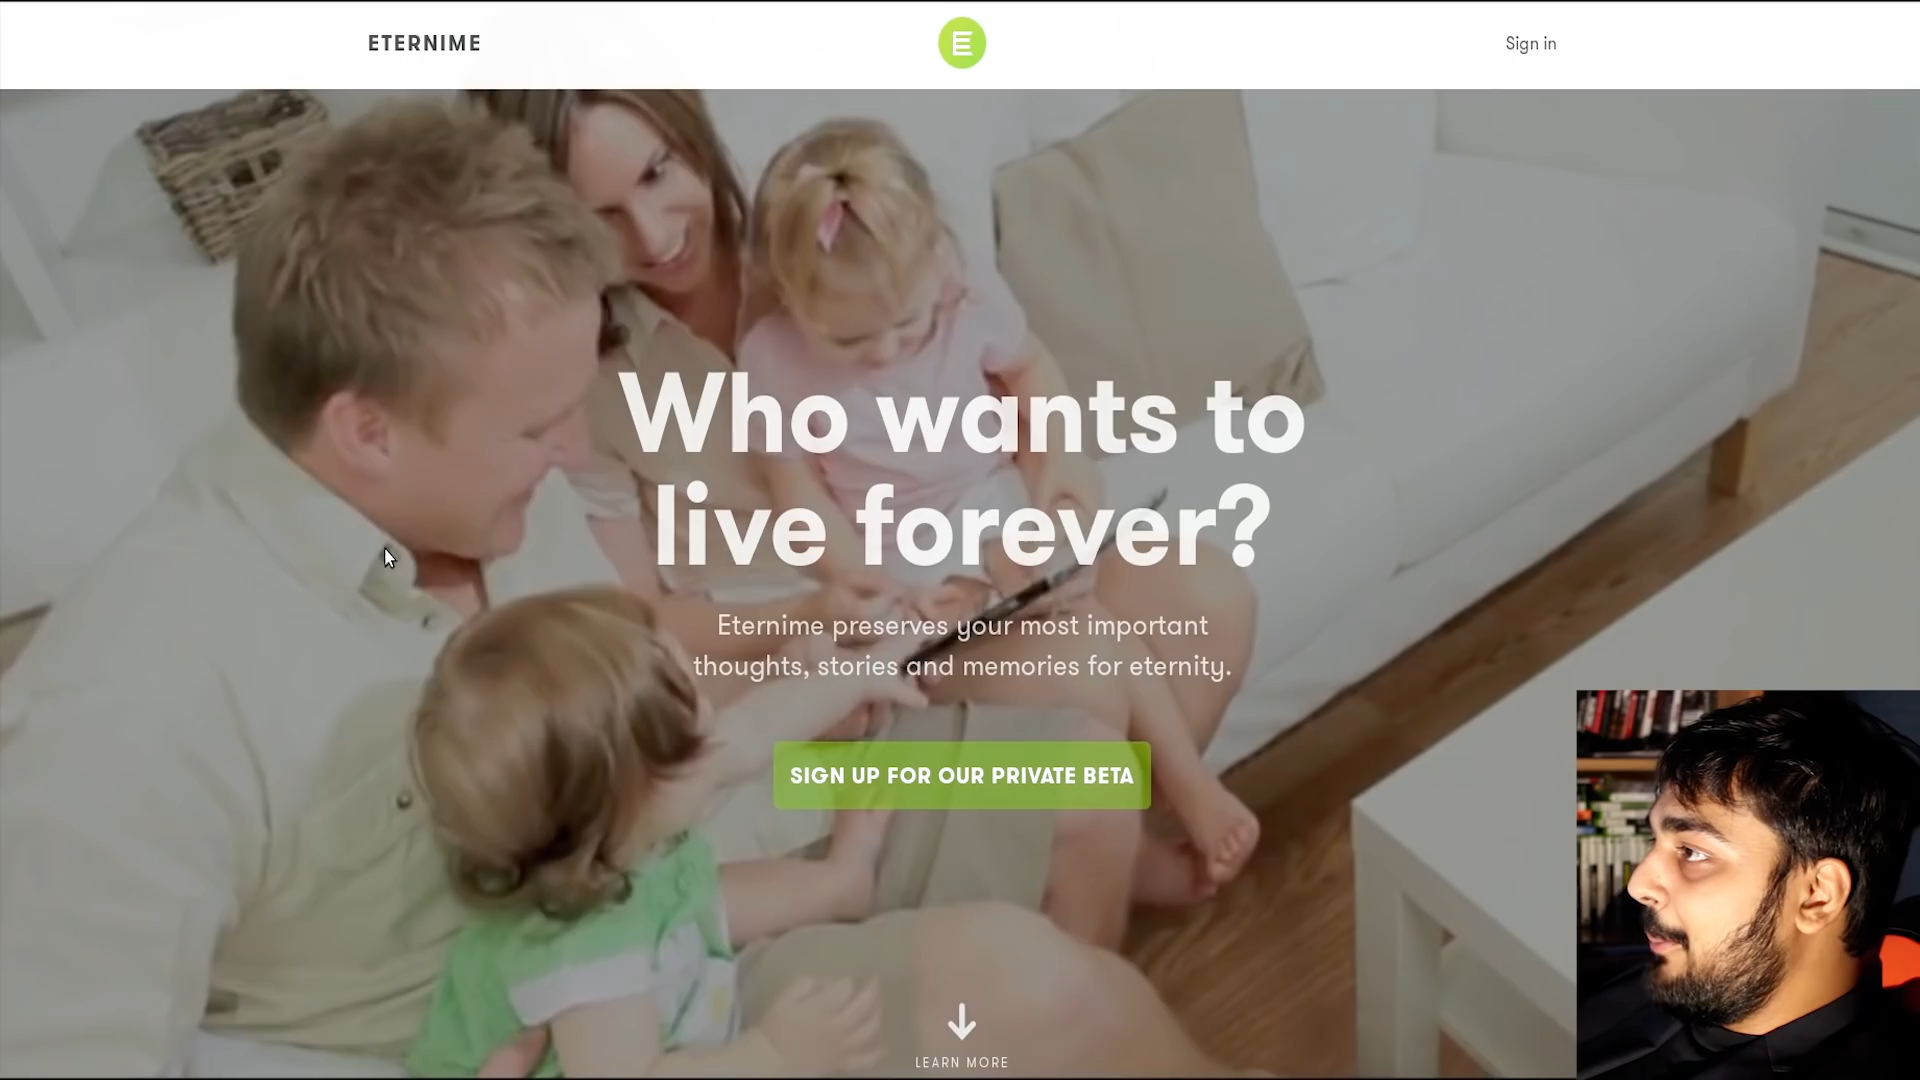 ETERNIME
E
Sign in
Who wants to
live forever?
Eternime preserves your most important
thoughts, stories and memories for eternity.
SIGN UP FOR OUR PRIVATE BETA
LEARN MORE